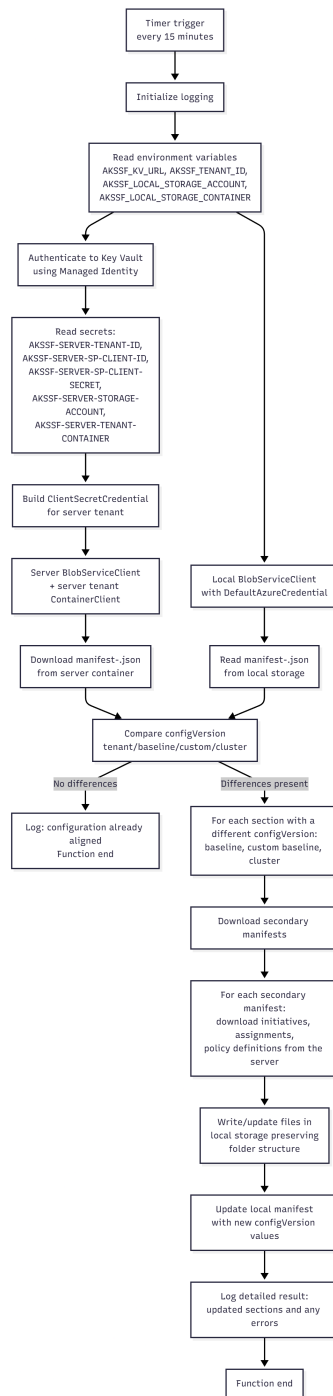 Timer trigger
every 15 minutes
Initialize logging
Read environment variables
AKSSF_KV_URL, AKSSF_TENANT_ID,
AKSSF_LOCAL_STORAGE_ACCOUNT,
AKSSF_LOCAL_STORAGE_CONTAINER
Authenticate to Key Vault
using Managed Identity
Read secrets:
AKSSF-SERVER-TENANT-ID,
AKSSF-SERVER-SP-CLIENT-ID,
AKSSF-SERVER-SP-CLIENT-
SECRET,
AKSSF-SERVER-STORAGE-
ACCOUNT,
AKSSF-SERVER-TENANT-
CONTAINER
Build ClientSecretCredential
for server tenant
Server BlobServiceClient
+ server tenant
ContainerClient
Local BlobServiceClient
with DefaultAzureCredential
Download manifest-.json
from server container
Read manifest-.json
from local storage
Compare configVersion
tenant/baseline/custom/cluster
No differences
Differences present
Log: configuration already
aligned
Function end
For each section with a
different configVersion:
baseline, custom baseline,
cluster
Download secondary
manifests
For each secondary
manifest:
download initiatives,
assignments,
policy definitions from the
server
Write/update files in
local storage preserving
folder structure
Update local manifest
with new configVersion
values
Log detailed result:
updated sections and any
errors
Function end